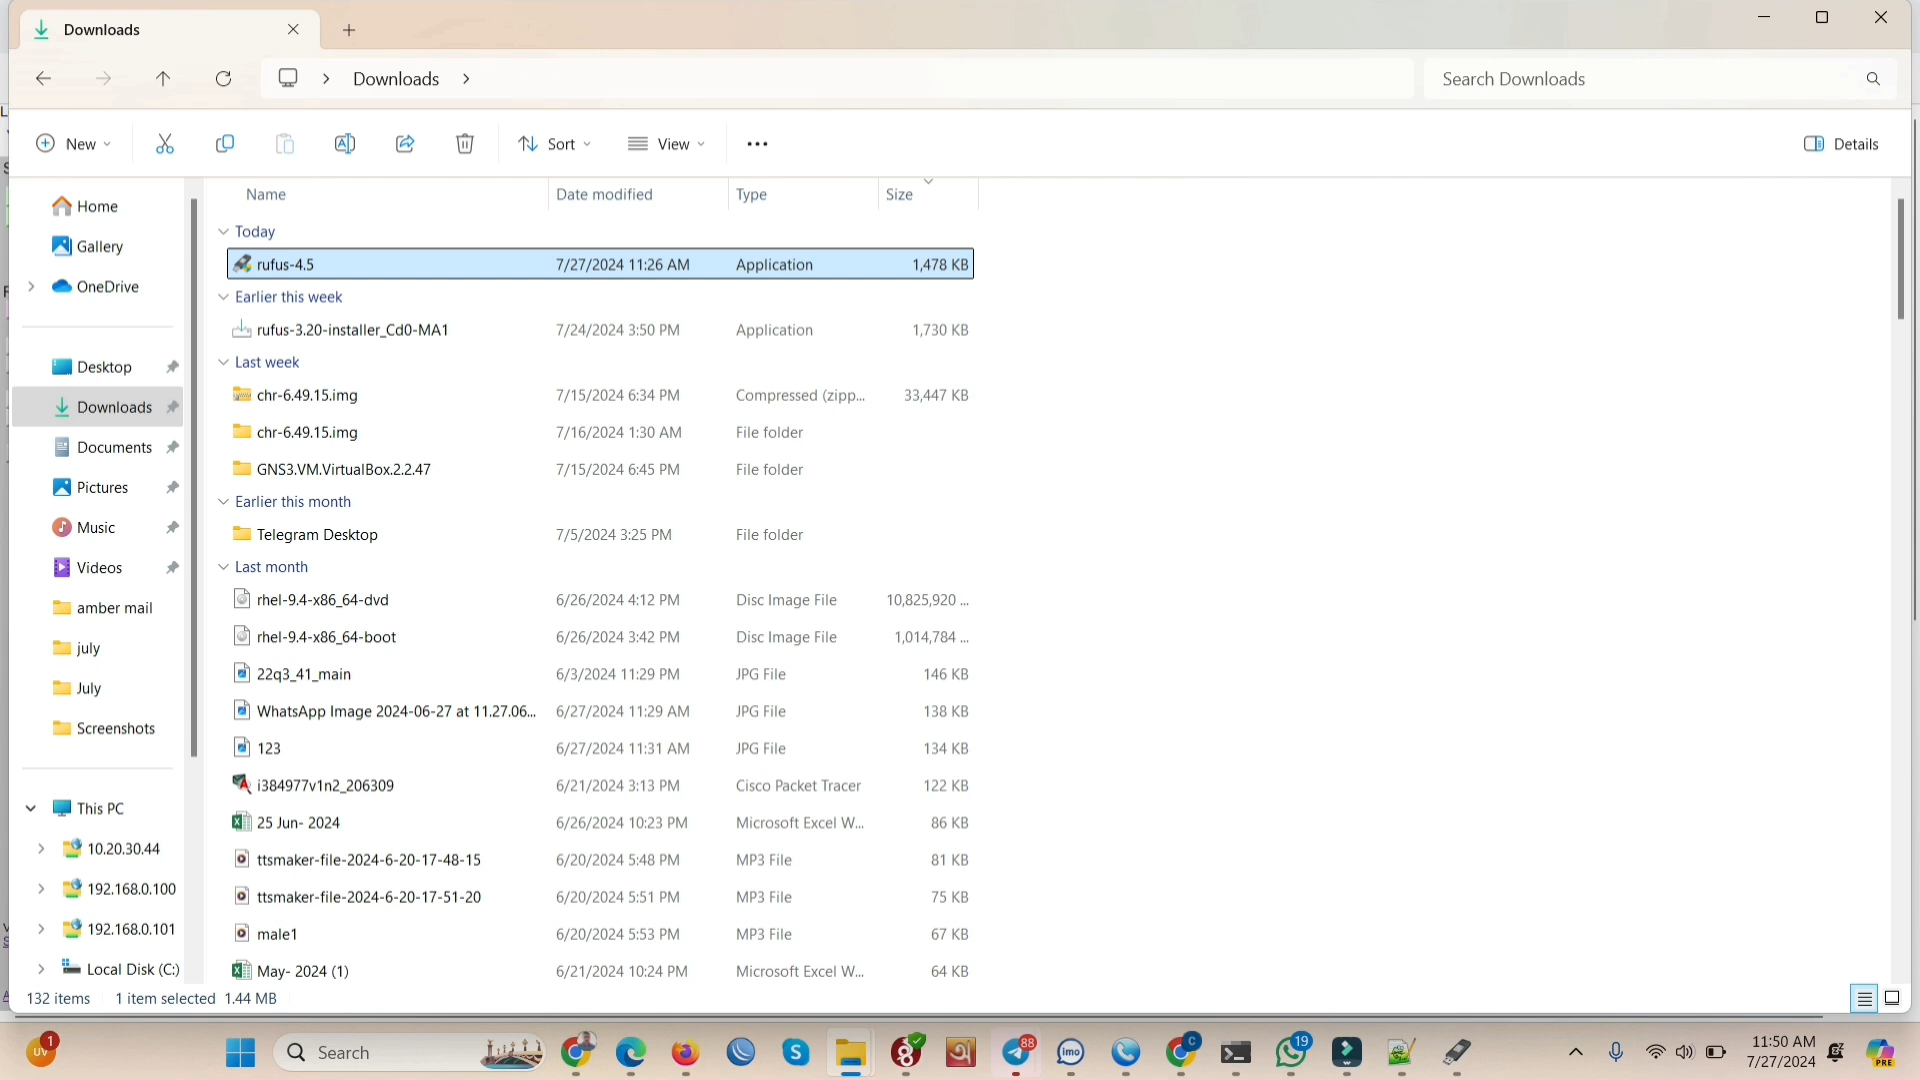 Downloads
Downloads
Search Downloads
New
Sort
View
Details
Home
Gallery
OneDrive
Desktop
Downloads
Documents
Pictures
Music
Videos
amber mail
july
July
Screenshots
This PC
10.20.30.44
192.168.0.100
192.168.0.101
Local Disk (C:)
Name Date modified Type Size
Today
rufus-4.5 7/27/2024 11:26 AM Application 1,478 KB
Earlier this week
rufus-3.20-installer_Cd0-MA1 7/24/2024 3:50 PM Application 1,730 KB
Last week
chr-6.49.15.img 7/15/2024 6:34 PM Compressed (zipp... 33,447 KB
chr-6.49.15.img 7/16/2024 1:30 AM File folder
GNS3.VM.VirtualBox.2.2.47 7/15/2024 6:45 PM File folder
Earlier this month
Telegram Desktop 7/5/2024 3:25 PM File folder
Last month
rhel-9.4-x86_64-dvd 6/26/2024 4:12 PM Disc Image File 10,825,920 ...
rhel-9.4-x86_64-boot 6/26/2024 3:42 PM Disc Image File 1,014,784 ...
22q3_41_main 6/3/2024 11:29 PM JPG File 146 KB
WhatsApp Image 2024-06-27 at 11.27.06... 6/27/2024 11:29 AM JPG File 138 KB
123 6/27/2024 11:31 AM JPG File 134 KB
i384977v1n2_206309 6/21/2024 3:13 PM Cisco Packet Tracer 122 KB
25 Jun- 2024 6/26/2024 10:23 PM Microsoft Excel W... 86 KB
ttsmaker-file-2024-6-20-17-48-15 6/20/2024 5:48 PM MP3 File 81 KB
ttsmaker-file-2024-6-20-17-51-20 6/20/2024 5:51 PM MP3 File 75 KB
male1 6/20/2024 5:53 PM MP3 File 67 KB
May- 2024 (1) 6/21/2024 10:24 PM Microsoft Excel W... 64 KB
132 items 1 item selected 1.44 MB
UV 1
Search
S
অ
88
imo
C
19
11:50 AM
7/27/2024
PRE